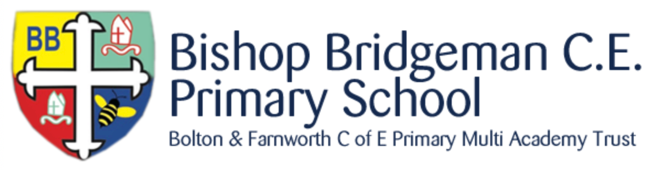 BB
Bishop Bridgeman C.E.
Primary School
Bolton & Farnworth C of E Primary Multi Academy Trust